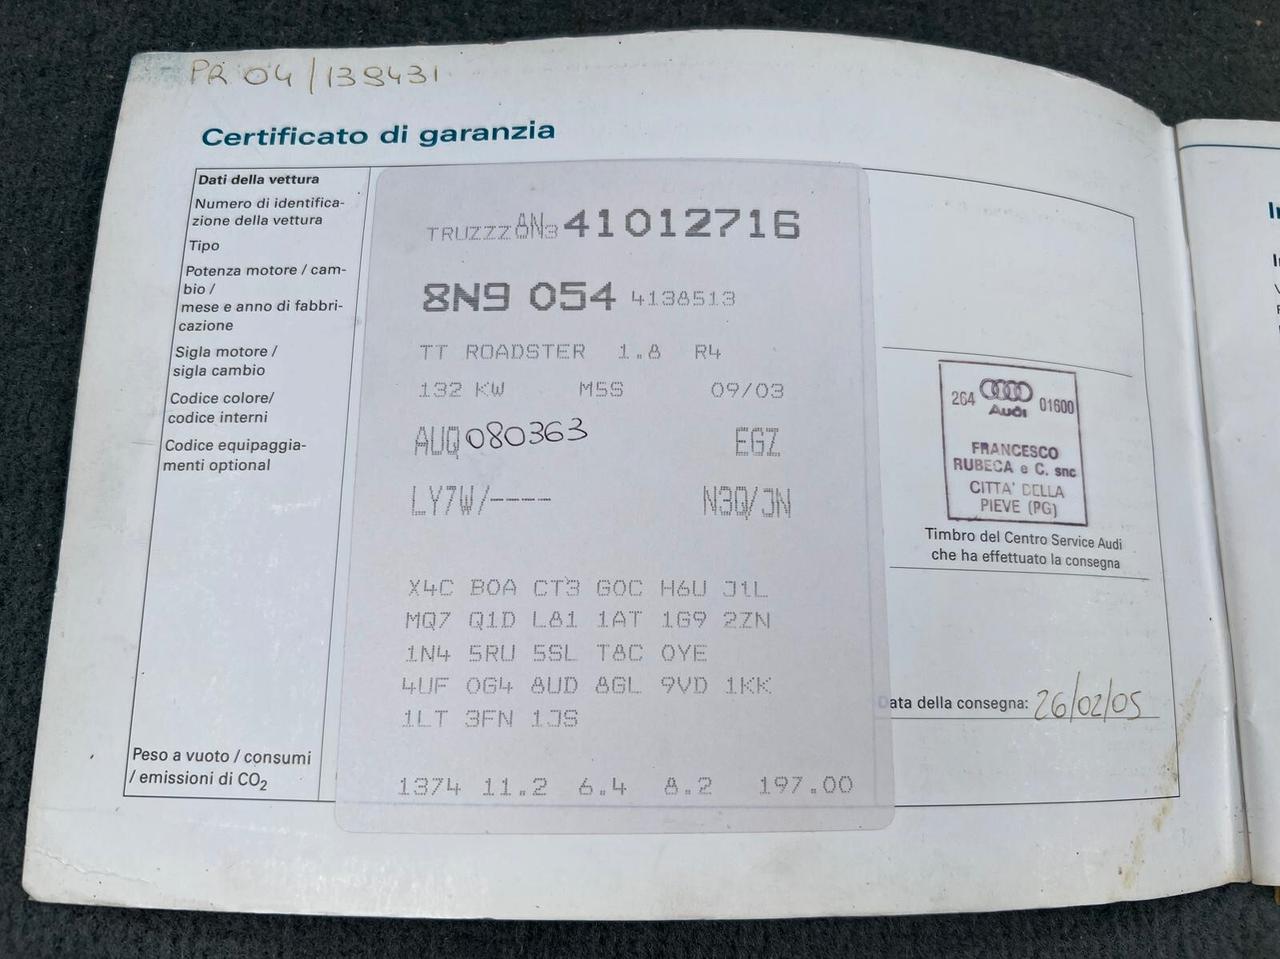 PR 04/139431
Certificato di garanzia
Dati della vettura
Numero di identifica-
zione della vettura
Tipo
Potenza motore / cam-
bio /
mese e anno di fabbri-
cazione
Sigla motore /
sigla cambio
Codice colore/
codice interni
Codice equipaggia-
menti optional
Peso a vuoto / consumi
/ emissioni di CO2
TRUZZZ8N341012716
8N9 054 4138513
TT ROADSTER 1.8 R4
132 KW M5S 09/03
AUQ 080363 EGZ
LY7W/---- N3Q/JN
X4C B0A CT3 G0C H6U J1L
MQ7 Q1D L81 1AT 1G9 2ZN
1N4 5RU 5SL T8C 0YE
4UF 0G4 8UD 8GL 9VD 1KK
1LT 3FN 1JS
1374 11.2 6.4 8.2 197.00
264 Audi 01600
FRANCESCO
RUBECA e C. snc
CITTA' DELLA
PIEVE (PG)
Timbro del Centro Service Audi
che ha effettuato la consegna
Data della consegna: 26/02/05